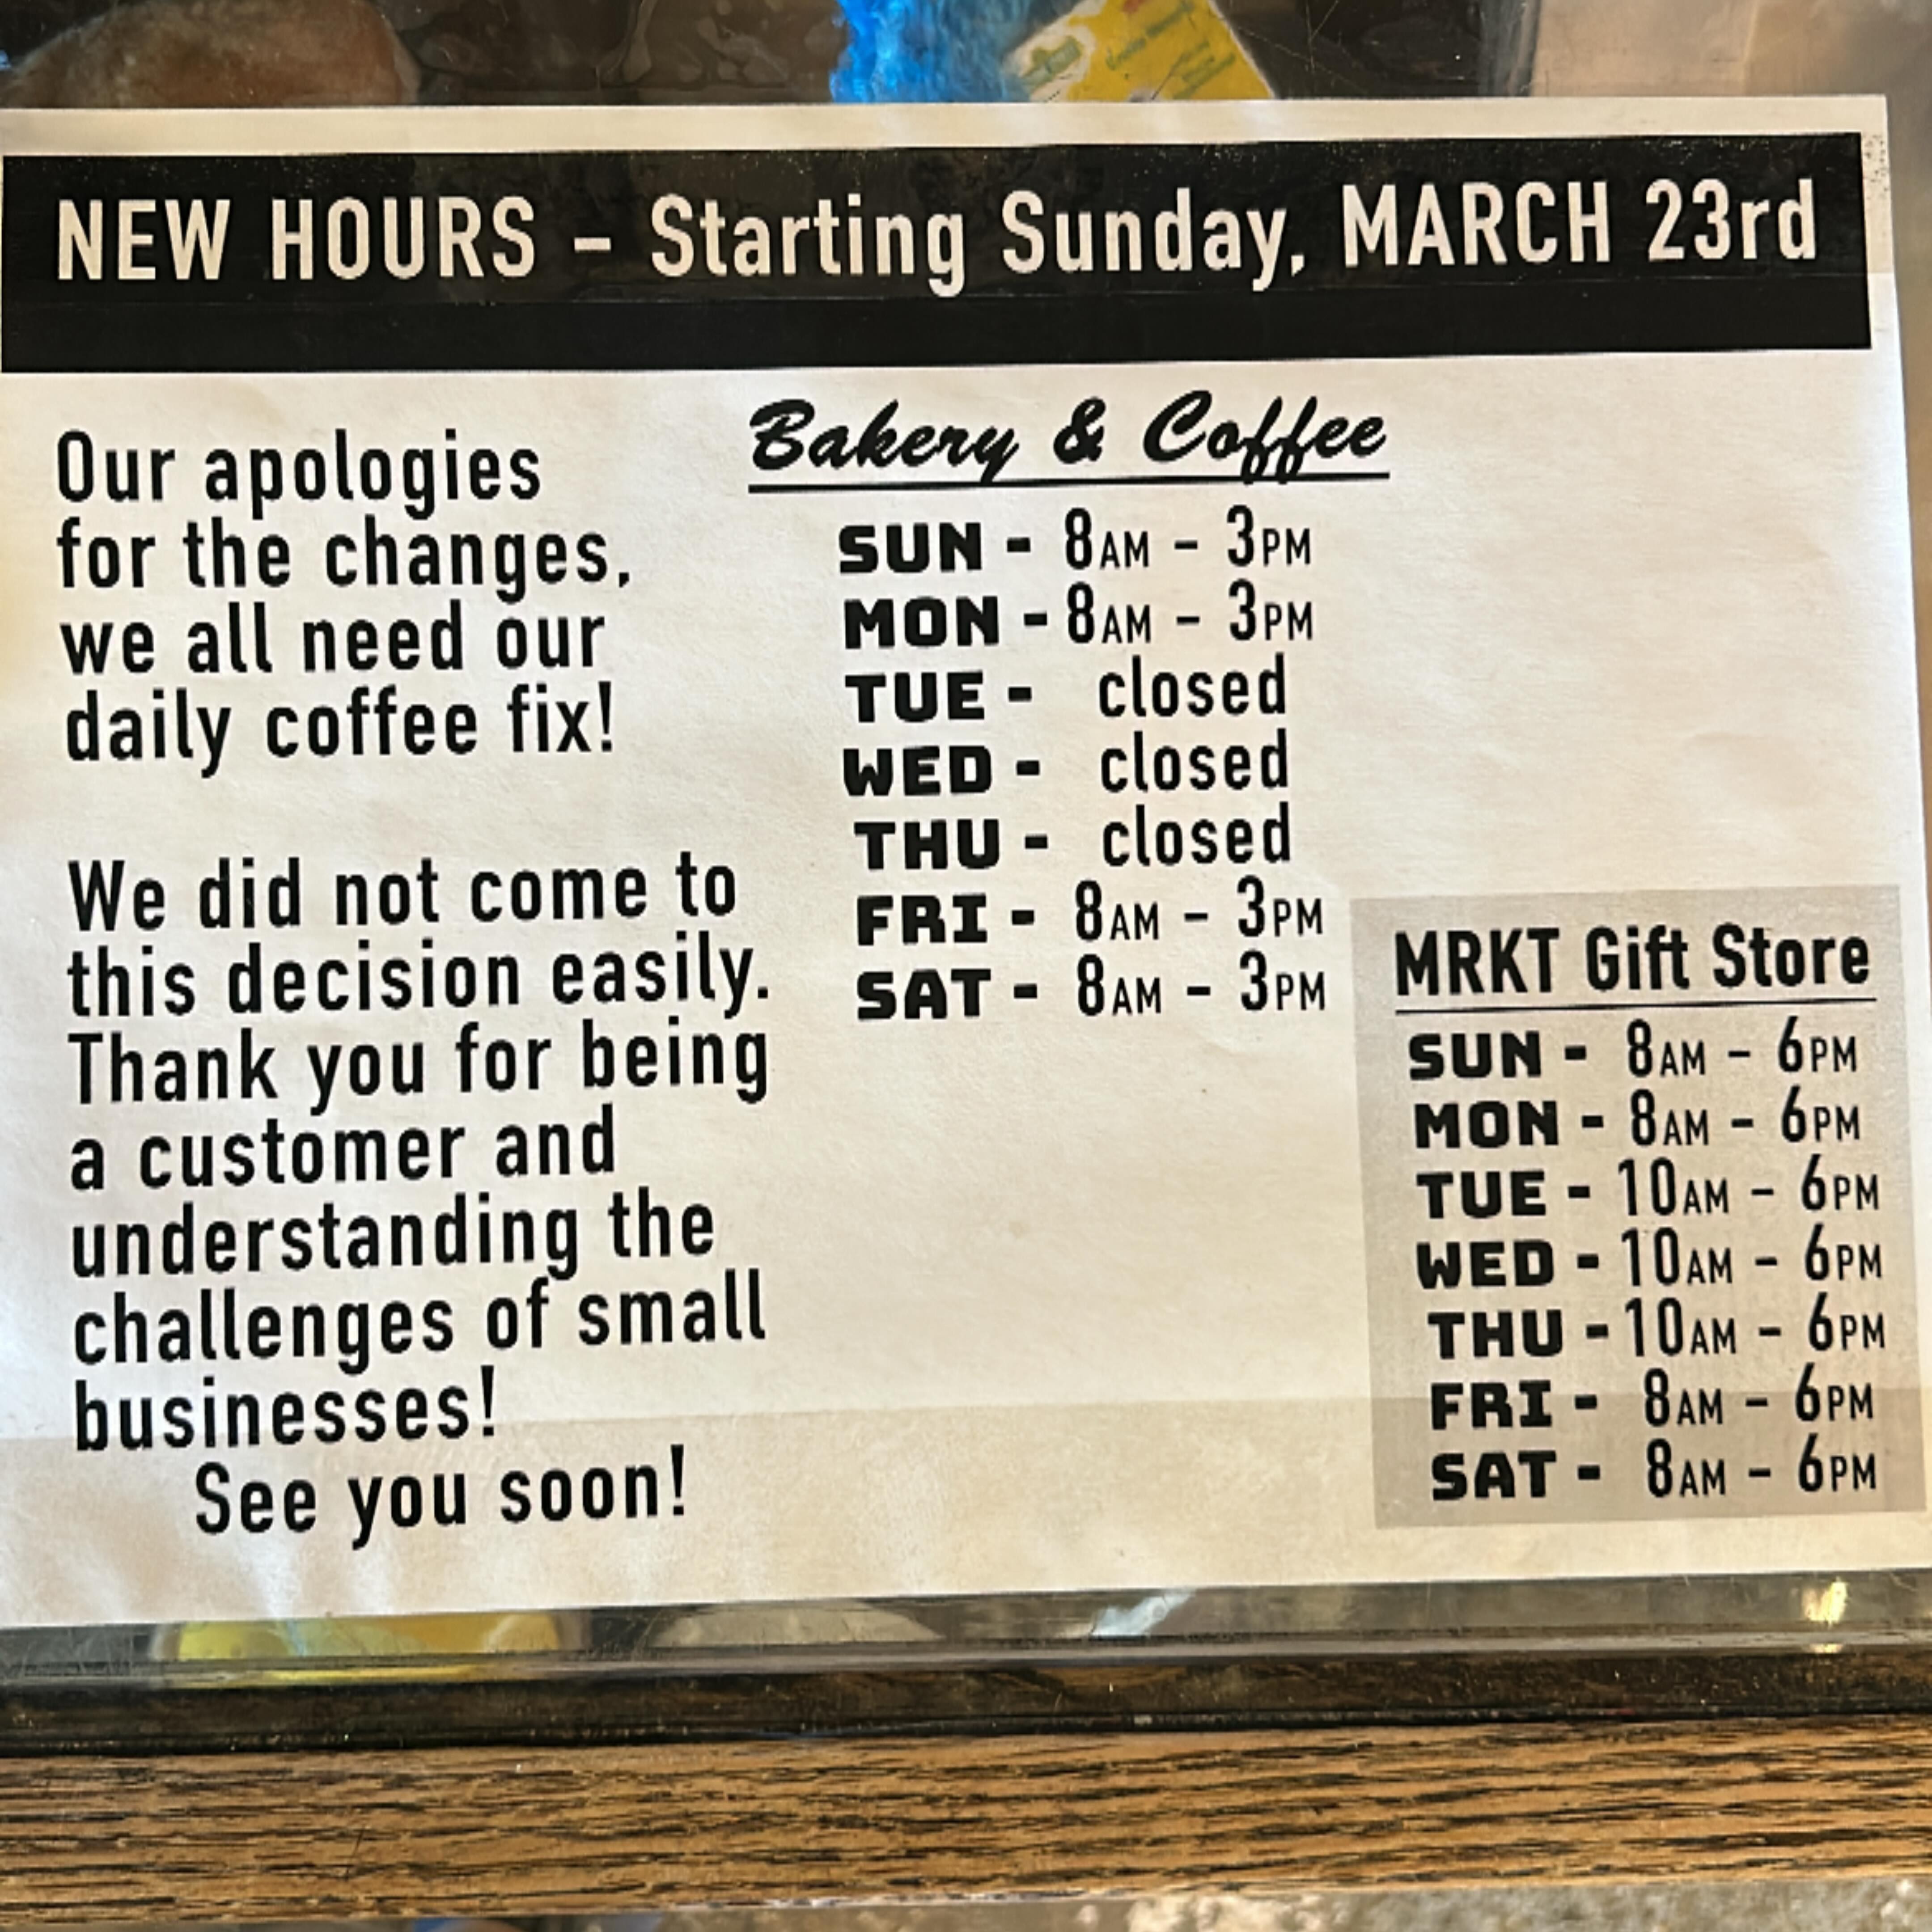 NEW HOURS – Starting Sunday, MARCH 23rd
Our apologies
for the changes,
we all need our
daily coffee fix!
We did not come to
this decision easily.
Thank you for being
a customer and
understanding the
challenges of small
businesses!
See you soon!
Bakery & Coffee
SUN - 8AM – 3PM
MON - 8AM – 3PM
TUE - closed
WED - closed
THU - closed
FRI - 8AM – 3PM
SAT - 8AM – 3PM
MRKT Gift Store
SUN - 8AM – 6PM
MON - 8AM – 6PM
TUE - 10AM – 6PM
WED - 10AM – 6PM
THU - 10AM – 6PM
FRI - 8AM – 6PM
SAT - 8AM – 6PM